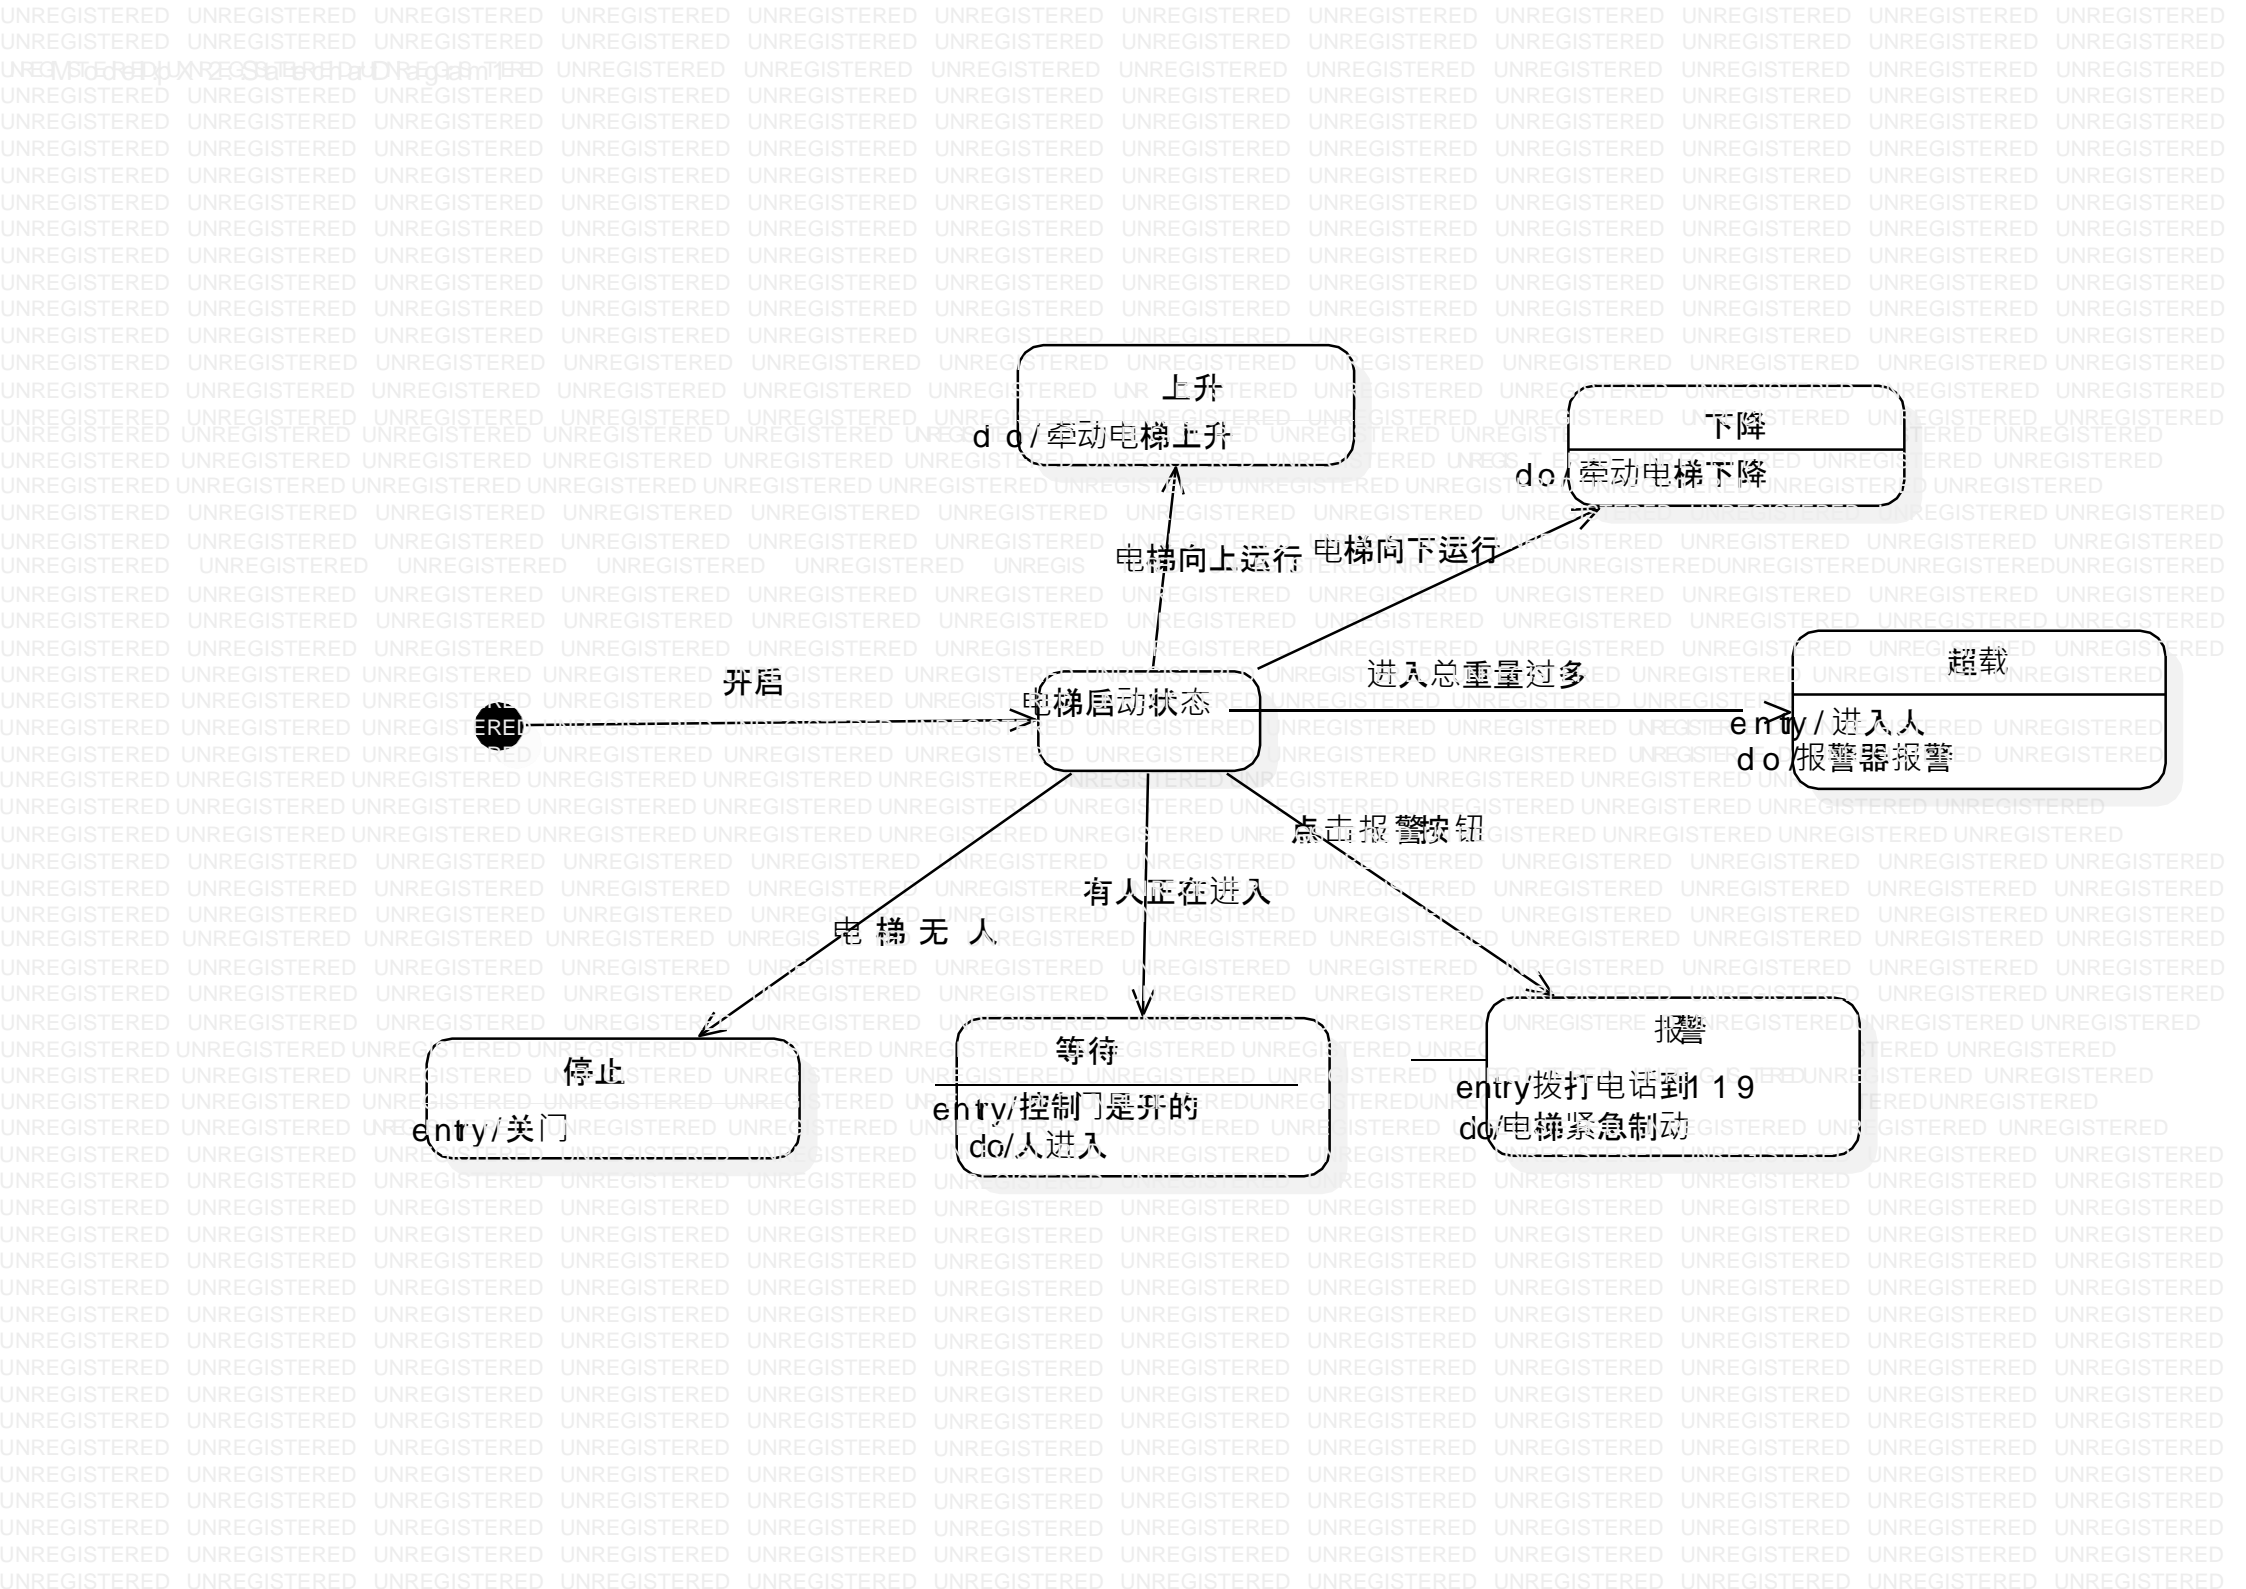 上升
do/牵动电梯上升
下降
do/牵动电梯下降
电梯向上运行
电梯向下运行
开启
电梯启动状态
进入总重量过多
超载
entry/进入人
do/报警器报警
点击报警按钮
有人正在进入
电梯无人
停止
entry/关门
等待
entry/控制门是开的
do/人进入
报警
entry拨打电话到119
do/电梯紧急制动
UNREGISTERED